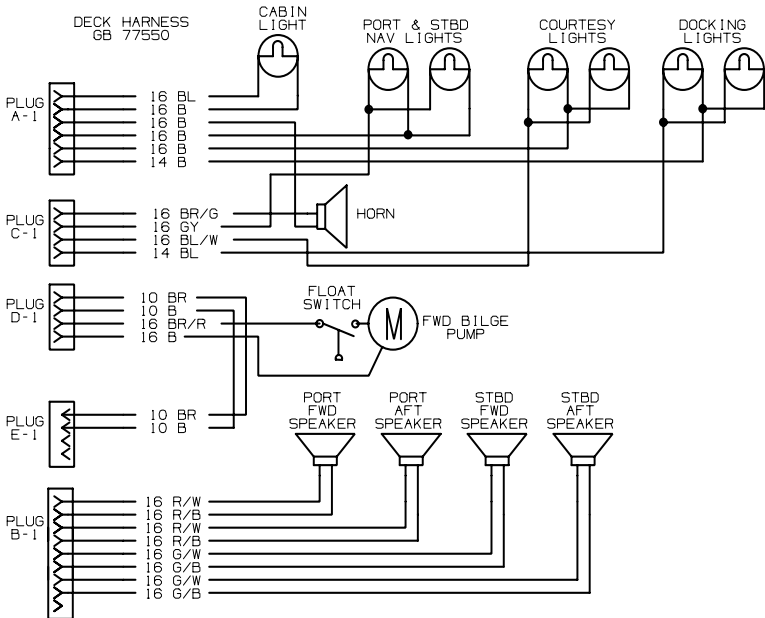 DECK HARNESS
GB 77550
CABIN
LIGHT
PORT & STBD
NAV LIGHTS
COURTESY
LIGHTS
DOCKING
LIGHTS
PLUG
A-1
16 BL
16 B
16 B
16 B
16 B
14 B
PLUG
C-1
16 BR/G
16 GY
16 BL/W
14 BL
HORN
PLUG
D-1
10 BR
10 B
16 BR/R
16 B
FLOAT
SWITCH
M
FWD BILGE
PUMP
PLUG
E-1
10 BR
10 B
PORT
FWD
SPEAKER
PORT
AFT
SPEAKER
STBD
FWD
SPEAKER
STBD
AFT
SPEAKER
PLUG
B-1
16 R/W
16 R/B
16 R/W
16 R/B
16 G/W
16 G/B
16 G/W
16 G/B